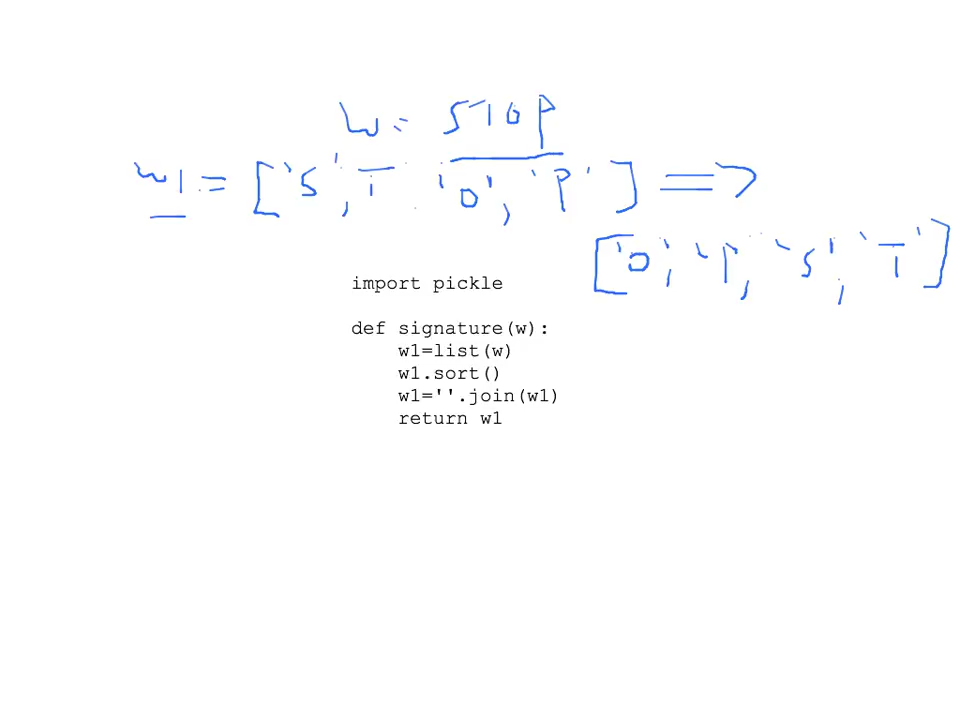 W = STOP
w1 = ['S', T 'O', 'P'] =>
['O', 'P, 'S', 'T']
import pickle
def signature(w):
    w1=list(w)
    w1.sort()
    w1=''.join(w1)
    return w1